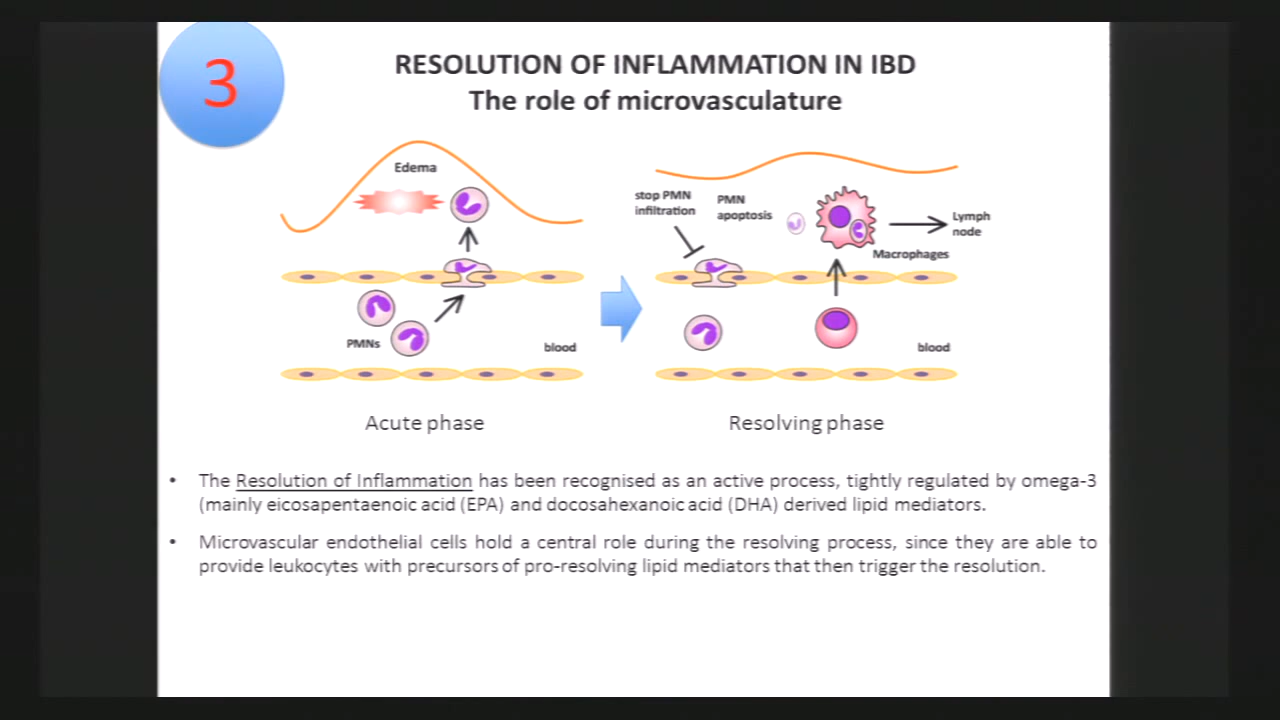 3
RESOLUTION OF INFLAMMATION IN IBD
The role of microvasculature
Edema
PMNs
blood
Acute phase
stop PMN
infiltration
PMN
apoptosis
Lymph
node
Macrophages
blood
Resolving phase
• The Resolution of Inflammation has been recognised as an active process, tightly regulated by omega-3
(mainly eicosapentaenoic acid (EPA) and docosahexanoic acid (DHA) derived lipid mediators.
• Microvascular endothelial cells hold a central role during the resolving process, since they are able to
provide leukocytes with precursors of pro-resolving lipid mediators that then trigger the resolution.